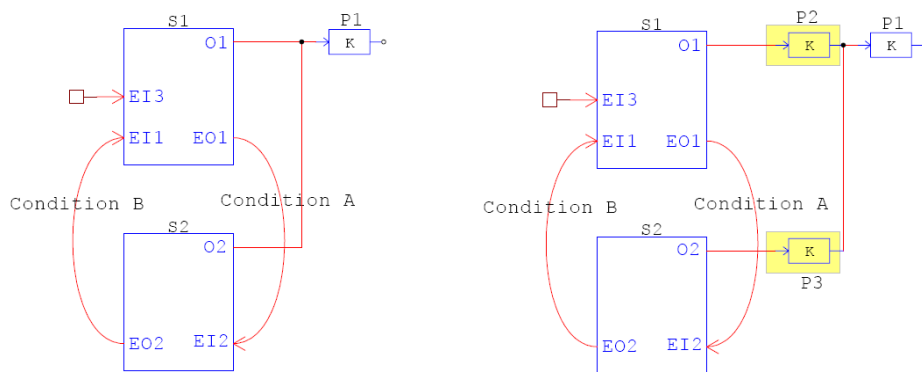 S1
P1
O1
K
EI3
EI1
EO1
Condition B
Condition A
S2
O2
EO2
EI2
S1
P2
P1
O1
K
K
EI3
EI1
EO1
Condition B
Condition A
S2
O2
K
P3
EO2
EI2